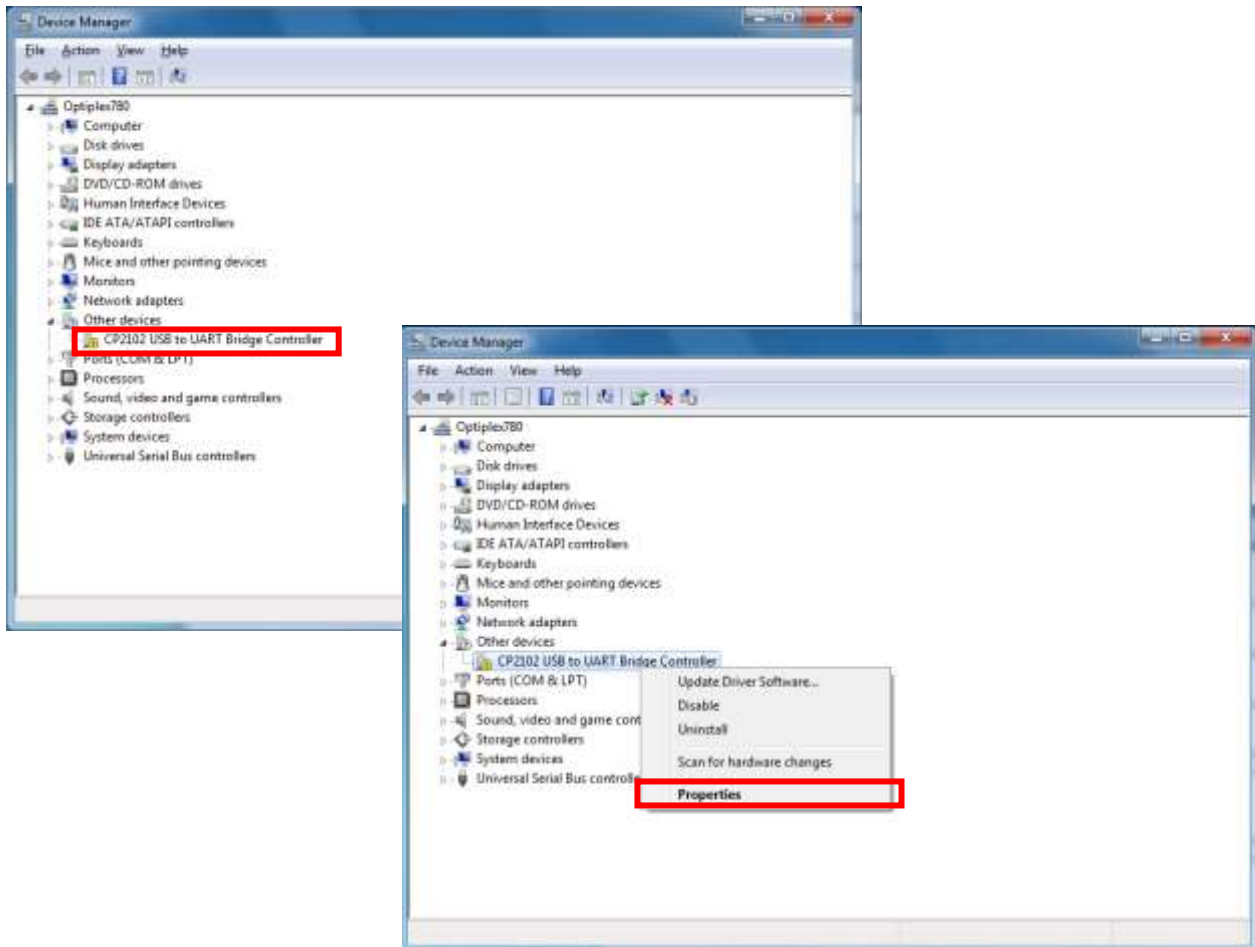 Device Manager
File Action View Help
Optiplex780
Computer
Disk drives
Display adapters
DVD/CD-ROM drives
Human Interface Devices
IDE ATA/ATAPI controllers
Keyboards
Mice and other pointing devices
Monitors
Network adapters
Other devices
CP2102 USB to UART Bridge Controller
Ports (COM & LPT)
Processors
Sound, video and game controllers
Storage controllers
System devices
Universal Serial Bus controllers
Device Manager
File Action View Help
Optiplex780
Computer
Disk drives
Display adapters
DVD/CD-ROM drives
Human Interface Devices
IDE ATA/ATAPI controllers
Keyboards
Mice and other pointing devices
Monitors
Network adapters
Other devices
CP2102 USB to UART Bridge Controller
Ports (COM & LPT)
Processors
Sound, video and game cont
Storage controllers
System devices
Universal Serial Bus controlle
Update Driver Software...
Disable
Uninstall
Scan for hardware changes
Properties